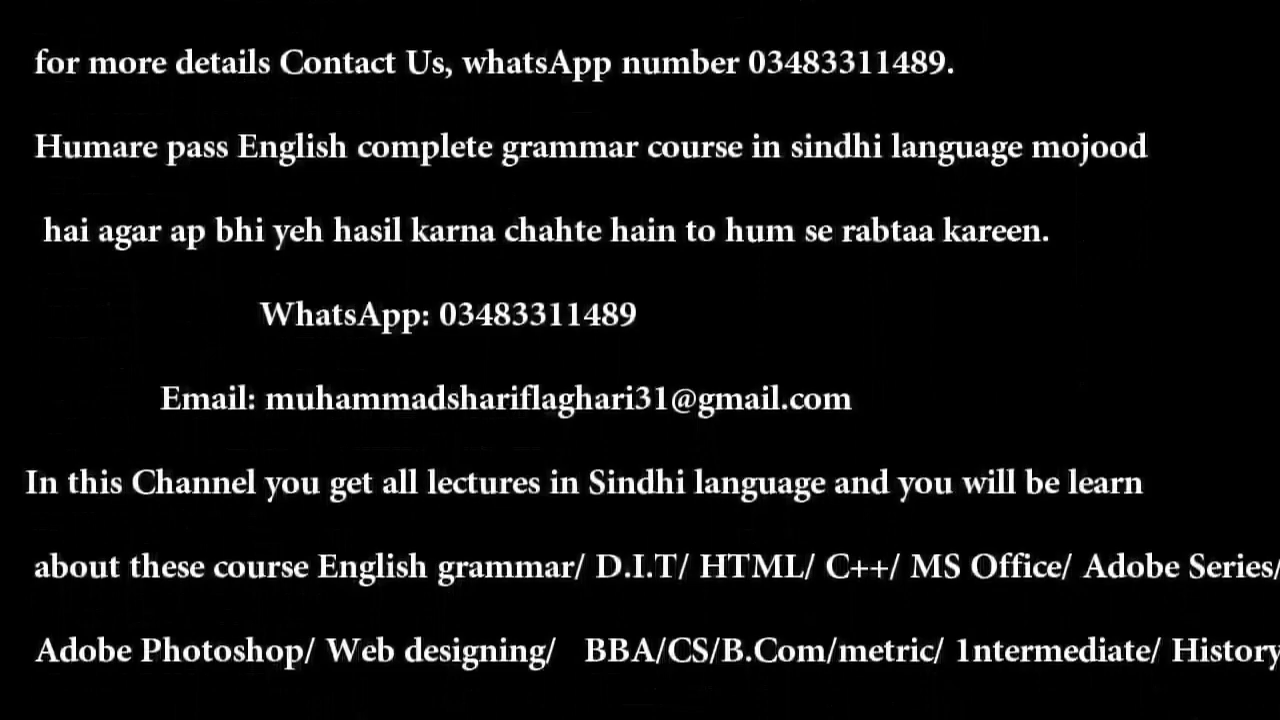 for more details Contact Us, whatsApp number 03483311489.
Humare pass English complete grammar course in sindhi language mojood
hai agar ap bhi yeh hasil karna chahte hain to hum se rabtaa kareen.
WhatsApp: 03483311489
Email: muhammadshariflaghari31@gmail.com
In this Channel you get all lectures in Sindhi language and you will be learn
about these course English grammar/ D.I.T/ HTML/ C++/ MS Office/ Adobe Series/
Adobe Photoshop/ Web designing/ BBA/CS/B.Com/metric/ 1ntermediate/ History